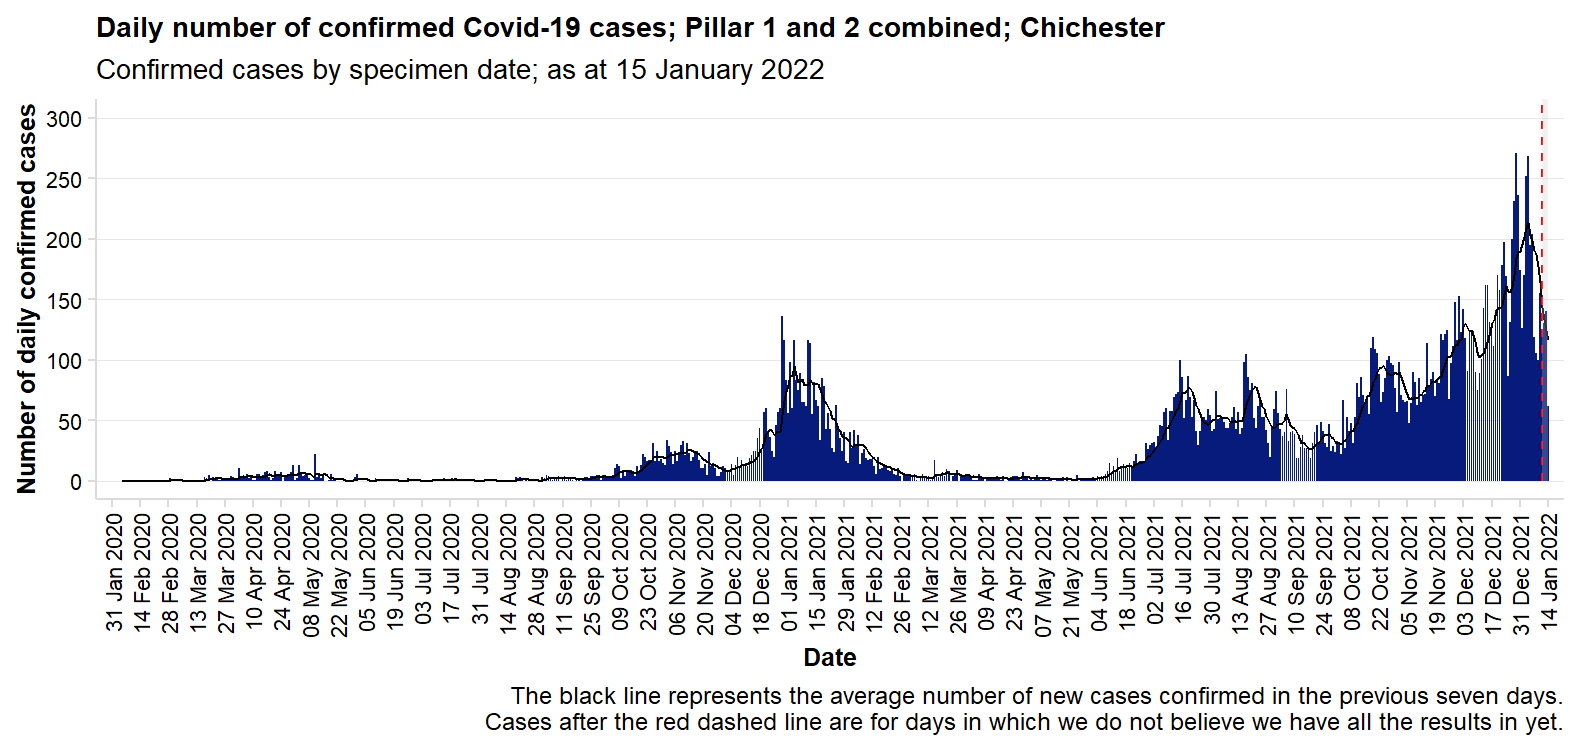 Daily number of confirmed Covid-19 cases; Pillar 1 and 2 combined; Chichester
Confirmed cases by specimen date; as at 15 January 2022
Number of daily confirmed cases
300
250
200
150
100
50
0
31 Jan 2020
14 Feb 2020
28 Feb 2020
13 Mar 2020
27 Mar 2020
10 Apr 2020
24 Apr 2020
08 May 2020
22 May 2020
05 Jun 2020
19 Jun 2020
03 Jul 2020
17 Jul 2020
31 Jul 2020
14 Aug 2020
28 Aug 2020
11 Sep 2020
25 Sep 2020
09 Oct 2020
23 Oct 2020
06 Nov 2020
20 Nov 2020
04 Dec 2020
18 Dec 2020
01 Jan 2021
15 Jan 2021
29 Jan 2021
12 Feb 2021
26 Feb 2021
12 Mar 2021
26 Mar 2021
09 Apr 2021
23 Apr 2021
07 May 2021
21 May 2021
04 Jun 2021
18 Jun 2021
02 Jul 2021
16 Jul 2021
30 Jul 2021
13 Aug 2021
27 Aug 2021
10 Sep 2021
24 Sep 2021
08 Oct 2021
22 Oct 2021
05 Nov 2021
19 Nov 2021
03 Dec 2021
17 Dec 2021
31 Dec 2021
14 Jan 2022
Date
The black line represents the average number of new cases confirmed in the previous seven days.
Cases after the red dashed line are for days in which we do not believe we have all the results in yet.